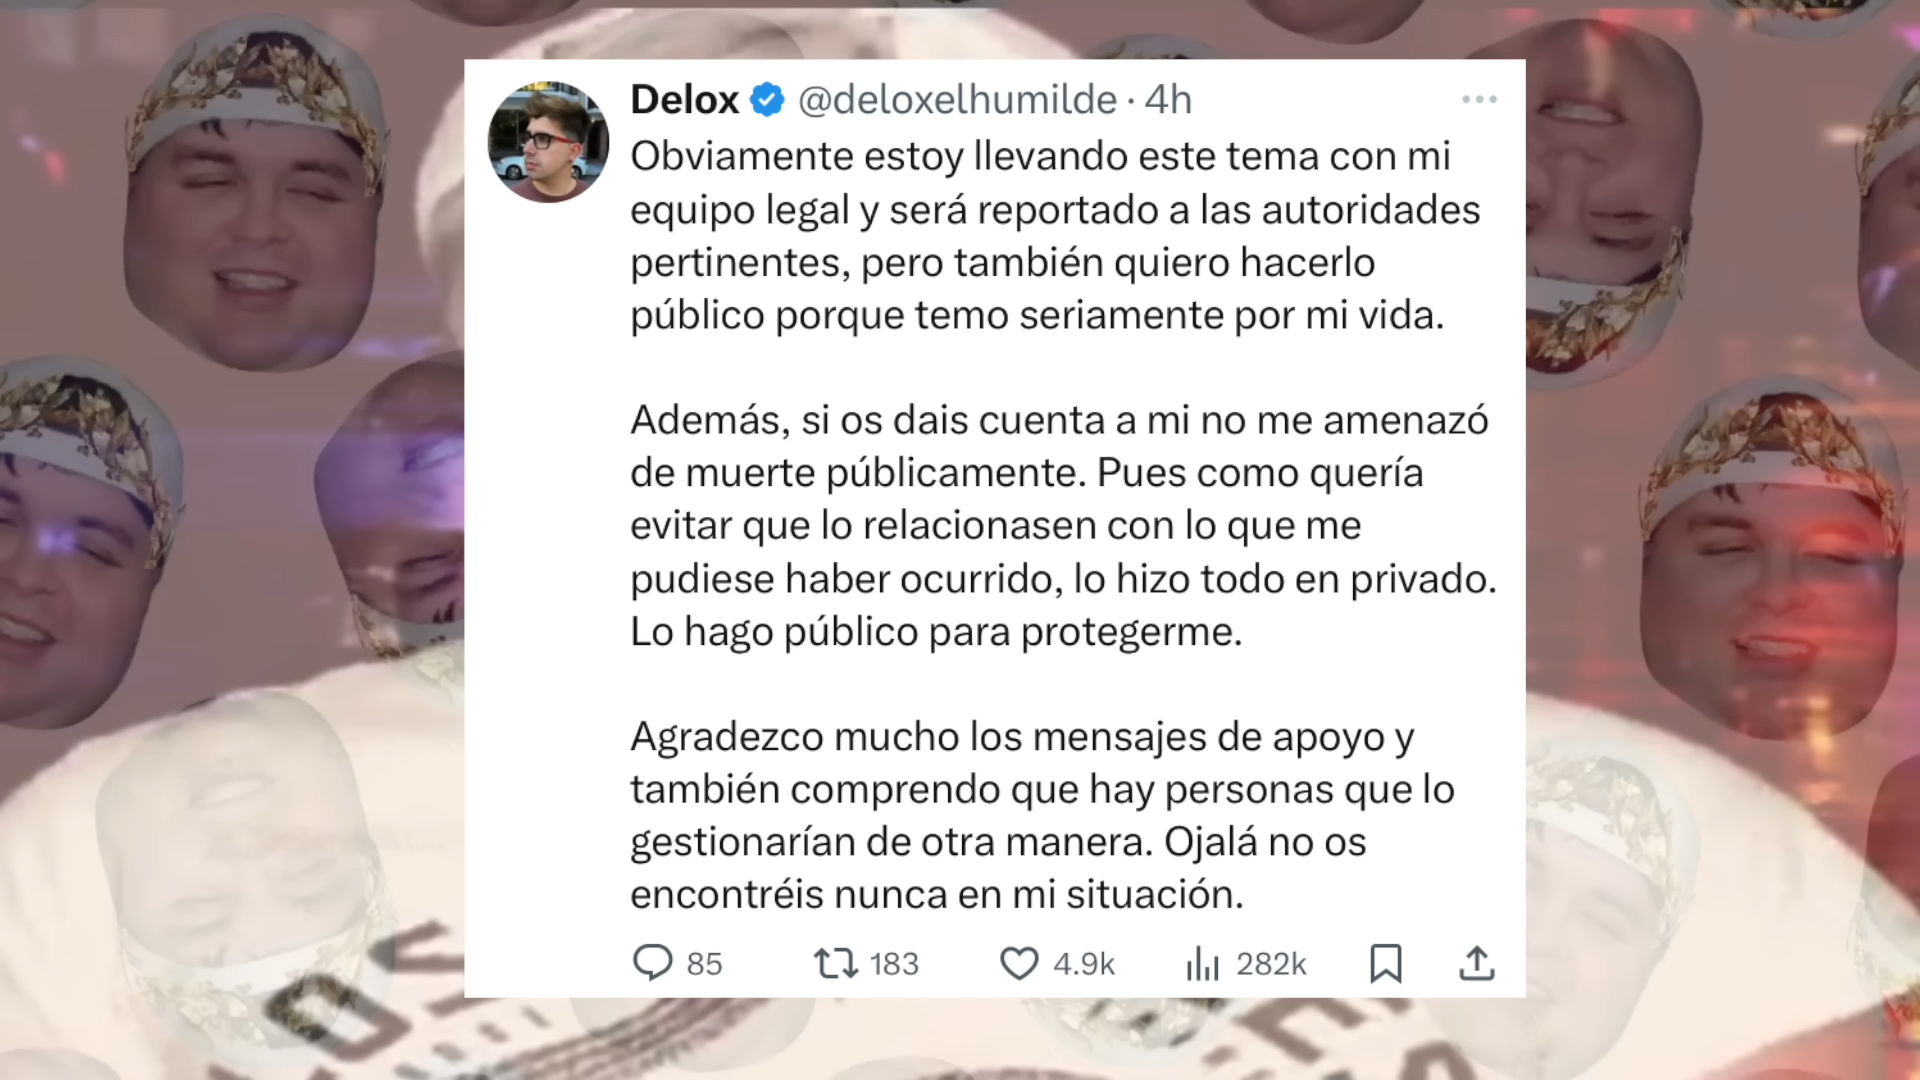 Delox @deloxelhumilde · 4h
Obviamente estoy llevando este tema con mi
equipo legal y será reportado a las autoridades
pertinentes, pero también quiero hacerlo
público porque temo seriamente por mi vida.
Además, si os dais cuenta a mi no me amenazó
de muerte públicamente. Pues como quería
evitar que lo relacionasen con lo que me
pudiese haber ocurrido, lo hizo todo en privado.
Lo hago público para protegerme.
Agradezco mucho los mensajes de apoyo y
también comprendo que hay personas que lo
gestionarían de otra manera. Ojalá no os
encontréis nunca en mi situación.
85 183 4.9k 282k